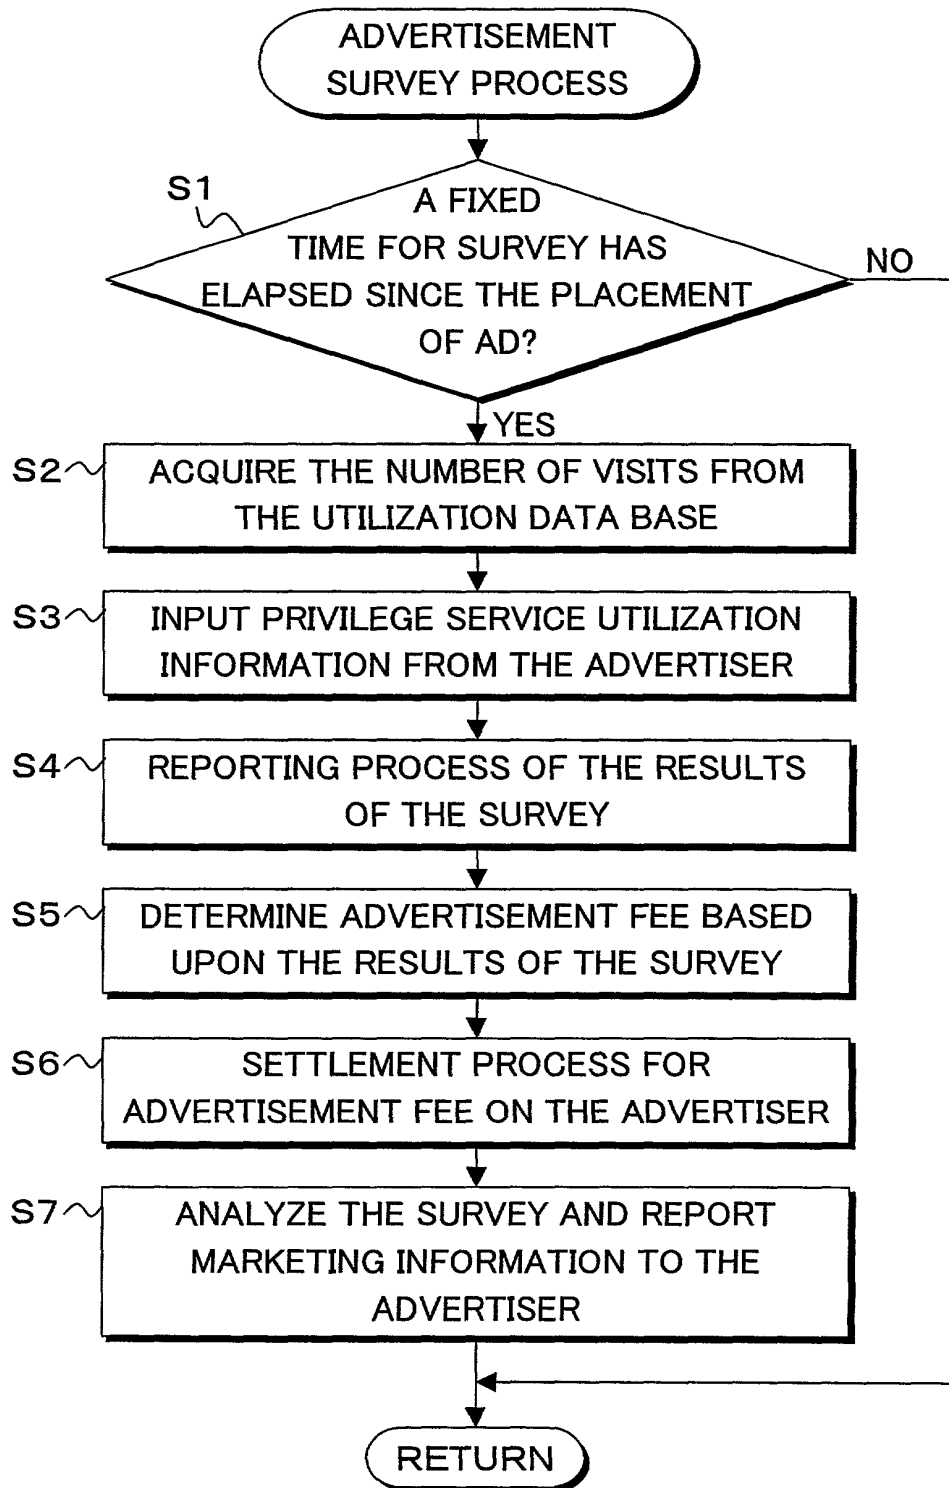 ADVERTISEMENT
SURVEY PROCESS
S1
A FIXED
TIME FOR SURVEY HAS
ELAPSED SINCE THE PLACEMENT
OF AD?
NO
YES
S2
ACQUIRE THE NUMBER OF VISITS FROM
THE UTILIZATION DATA BASE
S3
INPUT PRIVILEGE SERVICE UTILIZATION
INFORMATION FROM THE ADVERTISER
S4
REPORTING PROCESS OF THE RESULTS
OF THE SURVEY
S5
DETERMINE ADVERTISEMENT FEE BASED
UPON THE RESULTS OF THE SURVEY
S6
SETTLEMENT PROCESS FOR
ADVERTISEMENT FEE ON THE ADVERTISER
S7
ANALYZE THE SURVEY AND REPORT
MARKETING INFORMATION TO THE
ADVERTISER
RETURN